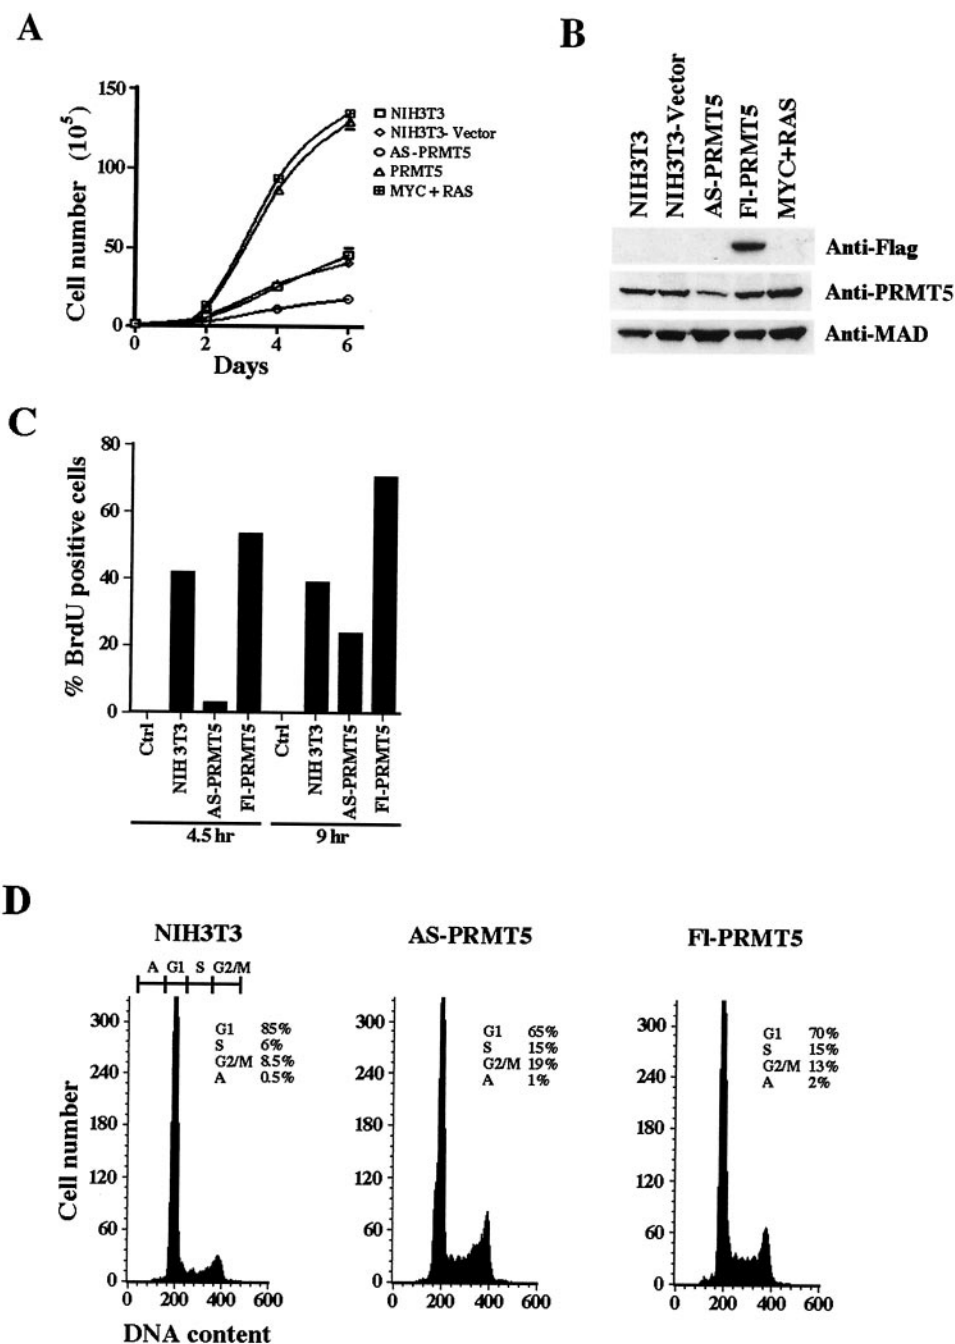 A
150
100
50
0
Cell number (10⁵)
0 2 4 6
Days
NIH3T3
NIH3T3-Vector
AS-PRMT5
PRMT5
MYC+RAS
B
NIH3T3
NIH3T3-Vector
AS-PRMT5
Fl-PRMT5
MYC+RAS
Anti-Flag
Anti-PRMT5
Anti-MAD
C
80
60
40
20
0
% BrdU positive cells
Ctrl
NIH3T3
AS-PRMT5
Fl-PRMT5
Ctrl
NIH3T3
AS-PRMT5
Fl-PRMT5
4.5 hr
9 hr
D
NIH3T3
A G1 S G2/M
300
240
180
120
60
0
Cell number
G1 85%
S 6%
G2/M 8.5%
A 0.5%
0 200 400 600
DNA content
AS-PRMT5
300
240
180
120
60
0
G1 65%
S 15%
G2/M 19%
A 1%
0 200 400 600
Fl-PRMT5
300
240
180
120
60
0
G1 70%
S 15%
G2/M 13%
A 2%
0 200 400 600